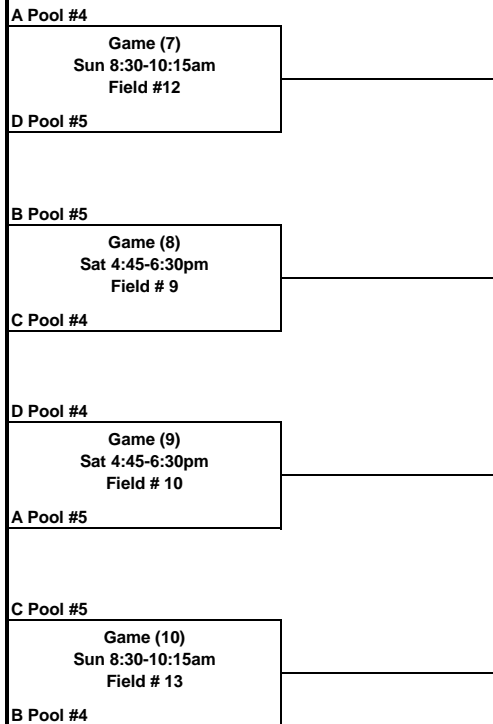 A Pool #4
Game (7)
Sun 8:30-10:15am
Field #12
D Pool #5
B Pool #5
Game (8)
Sat 4:45-6:30pm
Field # 9
C Pool #4
D Pool #4
Game (9)
Sat 4:45-6:30pm
Field # 10
A Pool #5
C Pool #5
Game (10)
Sun 8:30-10:15am
Field # 13
B Pool #4